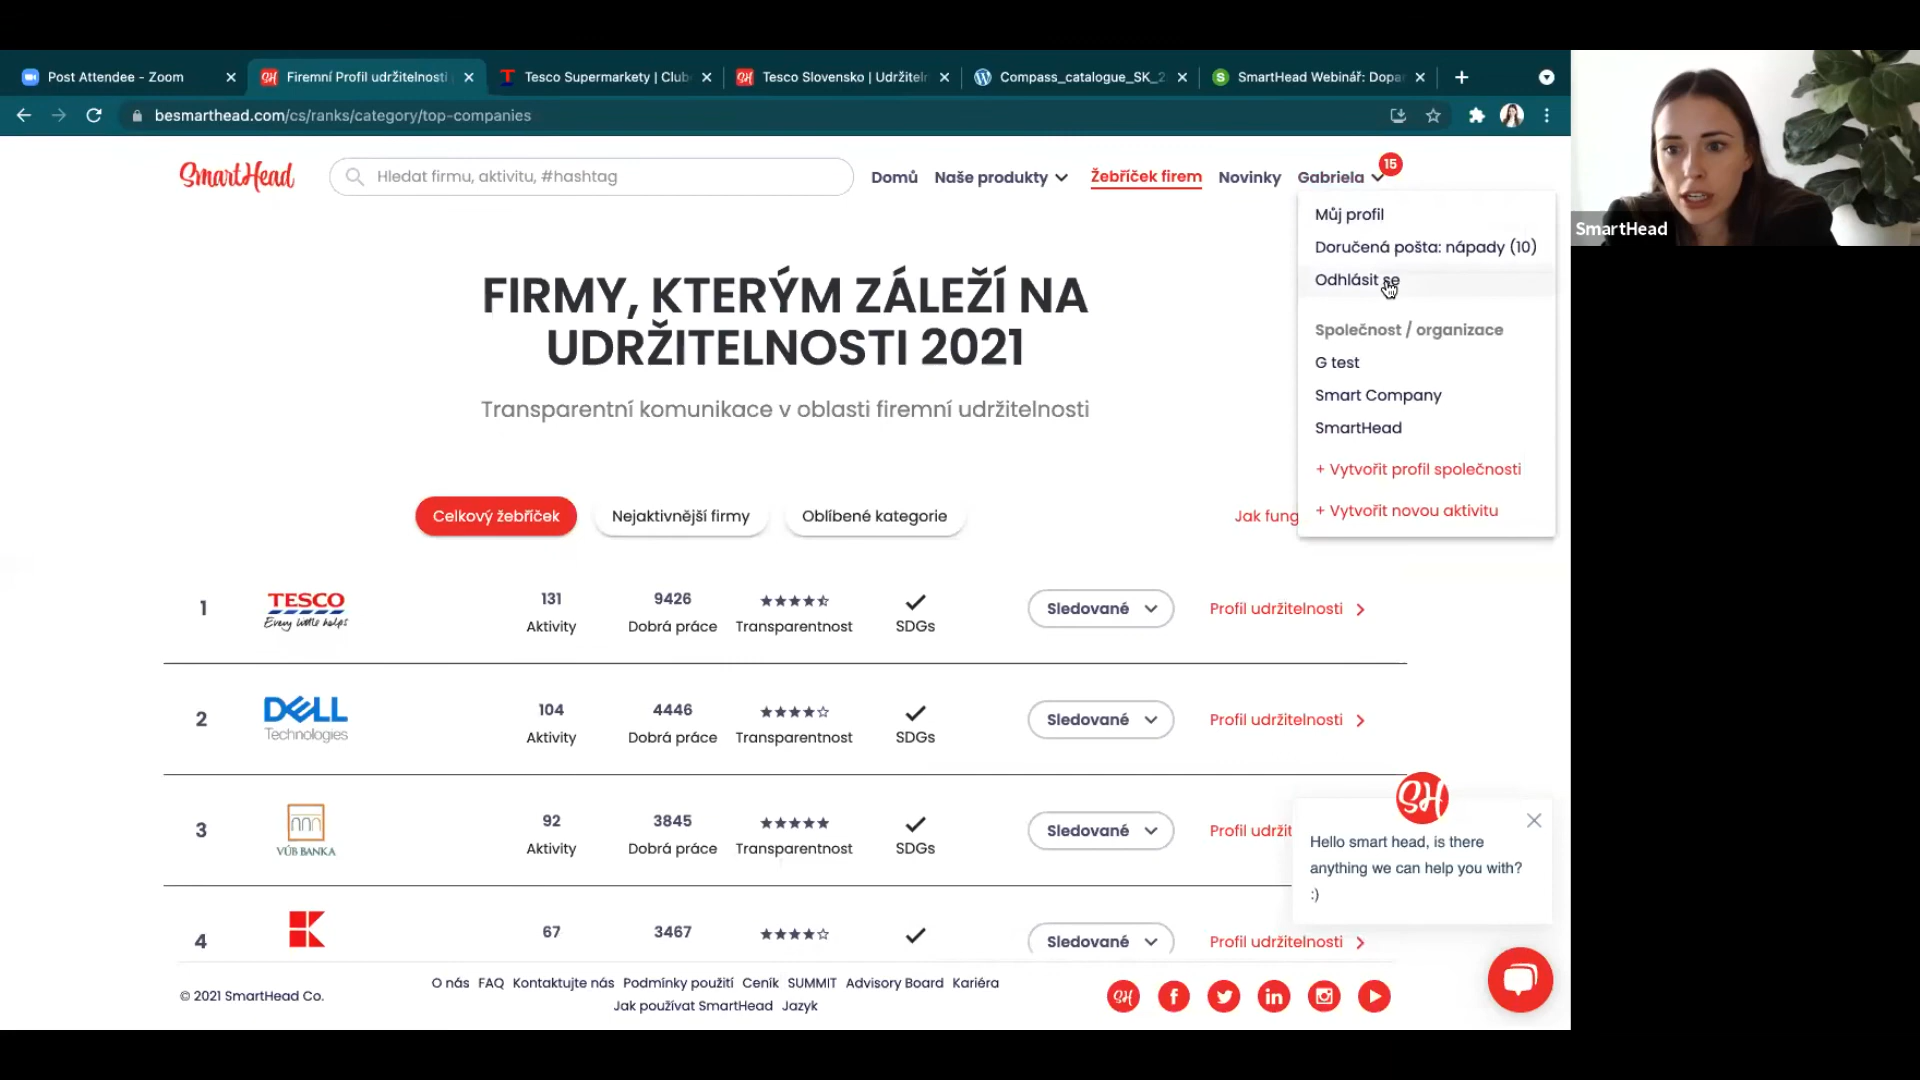 Post Attendee - Zoom
Firemní Profil udržitelnosti
Tesco Supermarkety | Club
Tesco Slovensko | Udržiteln
Compass_catalogue_SK_2
SmartHead Webinář: Dopa
besmarthead.com/cs/ranks/category/top-companies
SmartHead
Hledat firmu, aktivitu, #hashtag
Domů
Naše produkty
Žebříček firem
Novinky
Gabriela
15
Můj profil
Doručená pošta: nápady (10)
Odhlásit se
Společnost / organizace
G test
Smart Company
SmartHead
+ Vytvořit profil společnosti
+ Vytvořit novou aktivitu
SmartHead
FIRMY, KTERÝM ZÁLEŽÍ NA
UDRŽITELNOSTI 2021
Transparentní komunikace v oblasti firemní udržitelnosti
Celkový žebříček
Nejaktivnější firmy
Oblíbené kategorie
Jak fung
1
TESCO
Every little helps
131
Aktivity
9426
Dobrá práce
Transparentnost
SDGs
Sledované
Profil udržitelnosti
2
DELL
Technologies
104
Aktivity
4446
Dobrá práce
Transparentnost
SDGs
Sledované
Profil udržitelnosti
3
VÚB BANKA
92
Aktivity
3845
Dobrá práce
Transparentnost
SDGs
Sledované
Profil udržit
4
67
3467
Sledované
Profil udržitelnosti
SH
Hello smart head, is there
anything we can help you with?
:)
© 2021 SmartHead Co.
O nás FAQ Kontaktujte nás Podmínky použití Ceník SUMMIT Advisory Board Kariéra
Jak používat SmartHead Jazyk
SH